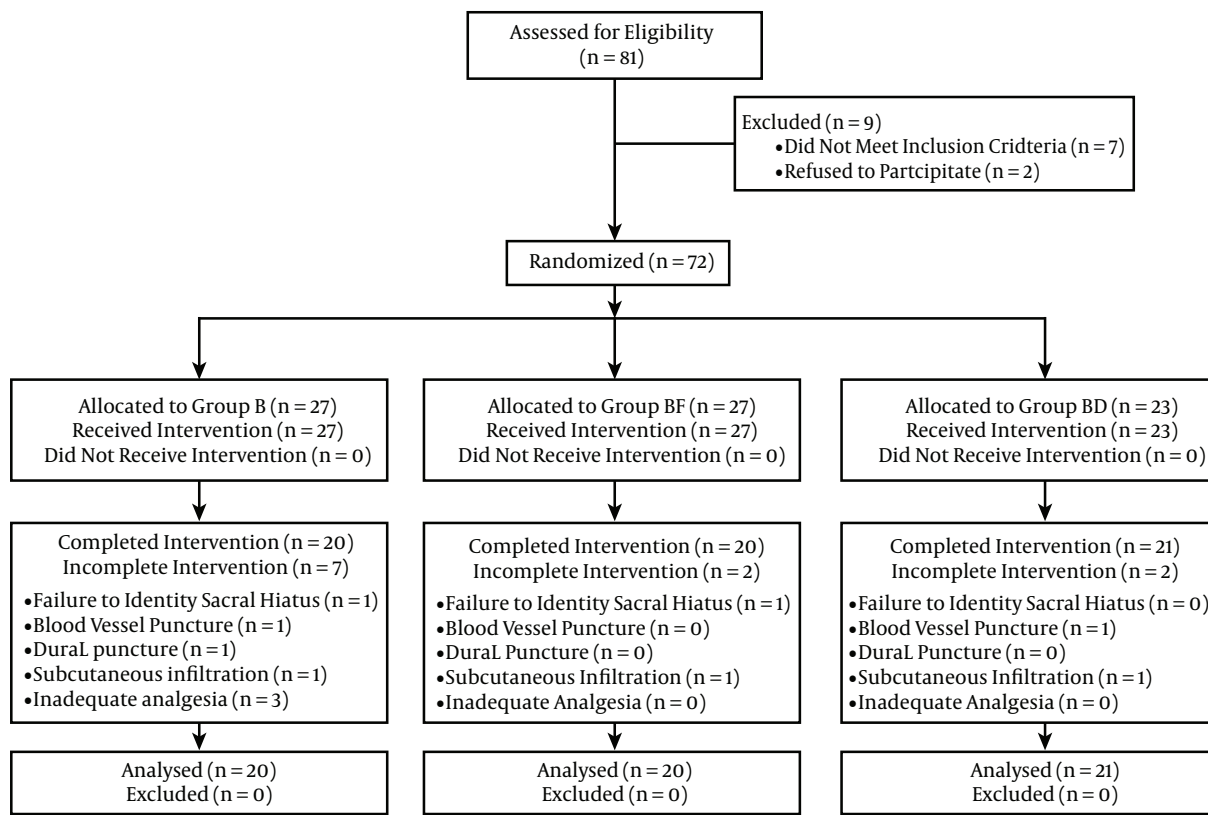 Assessed for Eligibility
(n = 81)
Excluded (n = 9)
•Did Not Meet Inclusion Cridteria (n = 7)
•Refused to Partcipitate (n = 2)
Randomized (n = 72)
Allocated to Group B (n = 27)
Received Intervention (n = 27)
Did Not Receive Intervention (n = 0)
Allocated to Group BF (n = 27)
Received Intervention (n = 27)
Did Not Receive Intervention (n = 0)
Allocated to Group BD (n = 23)
Received Intervention (n = 23)
Did Not Receive Intervention (n = 0)
Completed Intervention (n = 20)
Incomplete Intervention (n = 7)
•Failure to Identity Sacral Hiatus (n = 1)
•Blood Vessel Puncture (n = 1)
•DuraL puncture (n = 1)
•Subcutaneous infiltration (n = 1)
•Inadequate analgesia (n = 3)
Completed Intervention (n = 20)
Incomplete Intervention (n = 2)
•Failure to Identity Sacral Hiatus (n = 1)
•Blood Vessel Puncture (n = 0)
•DuraL Puncture (n = 0)
•Subcutaneous Infiltration (n = 1)
•Inadequate Analgesia (n = 0)
Completed Intervention (n = 21)
Incomplete Intervention (n = 2)
•Failure to Identity Sacral Hiatus (n = 0)
•Blood Vessel Puncture (n = 1)
•DuraL Puncture (n = 0)
•Subcutaneous Infiltration (n = 1)
•Inadequate Analgesia (n = 0)
Analysed (n = 20)
Excluded (n = 0)
Analysed (n = 20)
Excluded (n = 0)
Analysed (n = 21)
Excluded (n = 0)